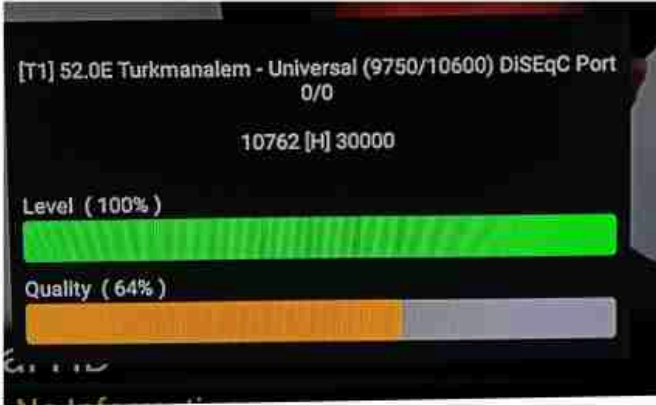 [T1] 52.0E Turkmanalem - Universal (9750/10600) DiSEqC Port
0/0
10762 [H] 30000
Level ( 100% )
Quality ( 64% )